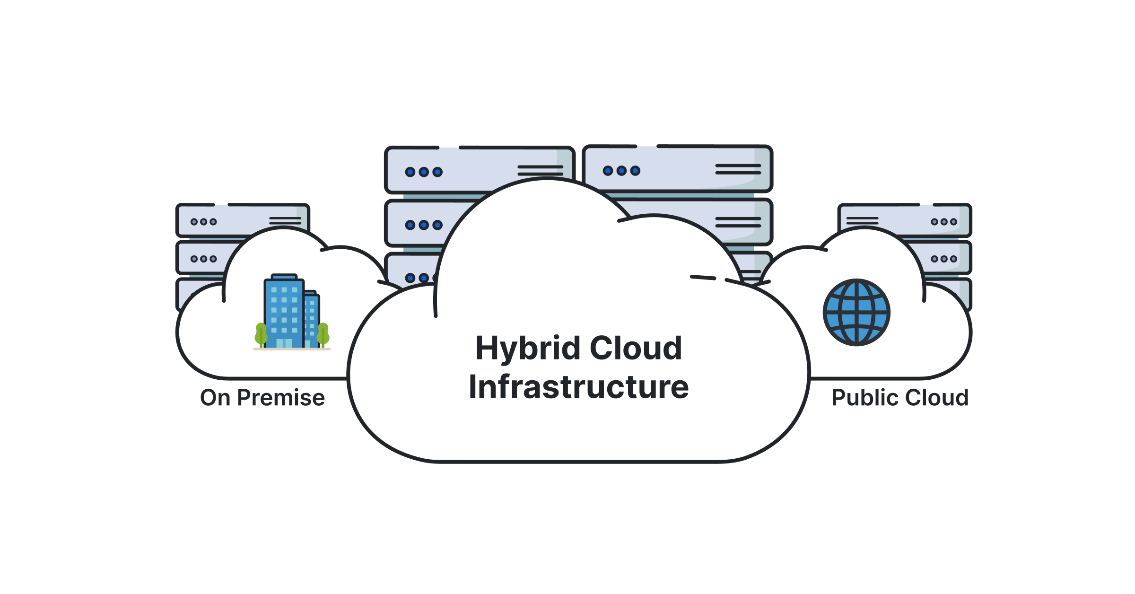 Hybrid Cloud
Infrastructure
On Premise
Public Cloud